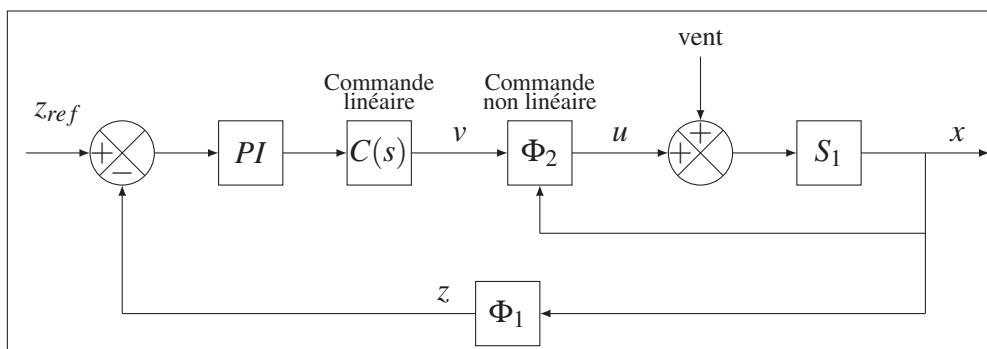 vent
Commande
linéaire
Commande
non linéaire
z_ref
+
−
PI
C(s)
v
Φ₂
u
+
+
S₁
x
z
Φ₁